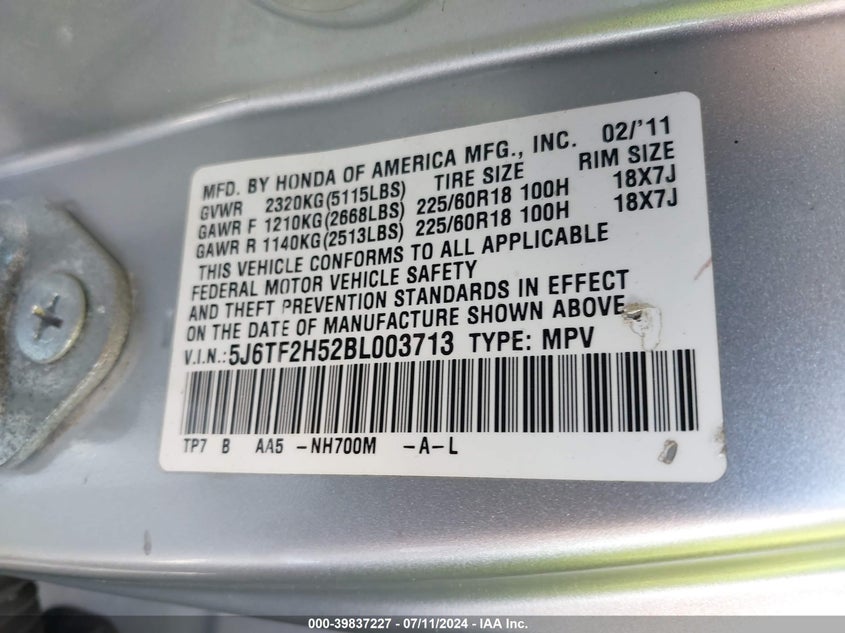 MFD. BY HONDA OF AMERICA MFG., INC. 02/'11
GVWR 2320KG(5115LBS) TIRE SIZE RIM SIZE
GAWR F 1210KG(2668LBS) 225/60R18 100H 18X7J
GAWR R 1140KG(2513LBS) 225/60R18 100H 18X7J
THIS VEHICLE CONFORMS TO ALL APPLICABLE
FEDERAL MOTOR VEHICLE SAFETY
AND THEFT PREVENTION STANDARDS IN EFFECT
ON THE DATE OF MANUFACTURE SHOWN ABOVE
V.I.N.:5J6TF2H52BL003713 TYPE: MPV
TP7 B AA5 -NH700M -A-L
000-39837227 - 07/11/2024 - IAA Inc.